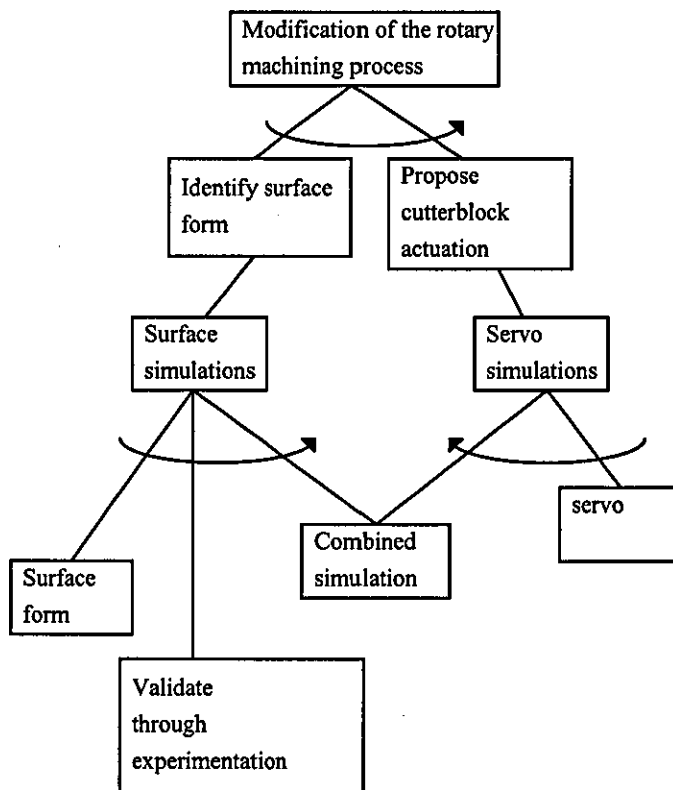 Modification of the rotary
machining process
Identify surface
form
Propose
cutterblock
actuation
Surface
simulations
Servo
simulations
servo
Combined
simulation
Surface
form
Validate
through
experimentation